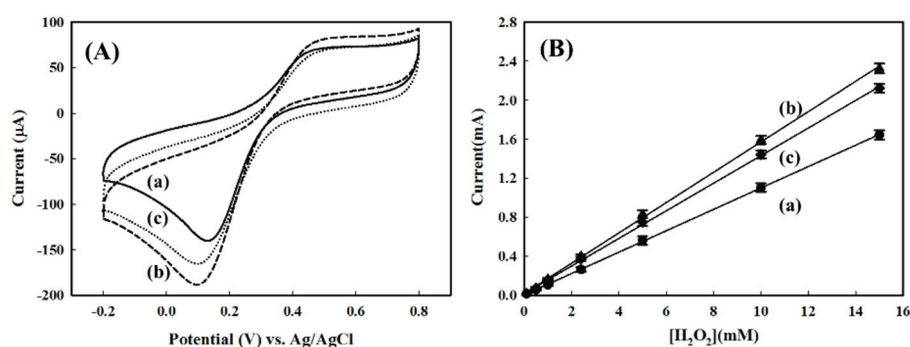 (A)
100
50
0
-50
-100
-150
-200
Current (µA)
(a)
(c)
(b)
-0.2 0.0 0.2 0.4 0.6 0.8
Potential (V) vs. Ag/AgCl
(B)
2.4
2.0
1.6
1.2
0.8
0.4
0.0
Current(mA)
(b)
(c)
(a)
0 2 4 6 8 10 12 14 16
[H₂O₂](mM)